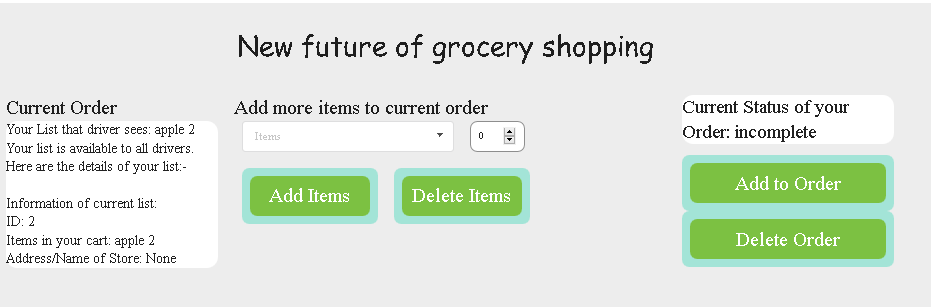 New future of grocery shopping
Current Order
Your List that driver sees: apple 2
Your list is available to all drivers.
Here are the details of your list:-
Information of current list:
ID: 2
Items in your cart: apple 2
Address/Name of Store: None
Add more items to current order
Items
0
Add Items
Delete Items
Current Status of your
Order: incomplete
Add to Order
Delete Order